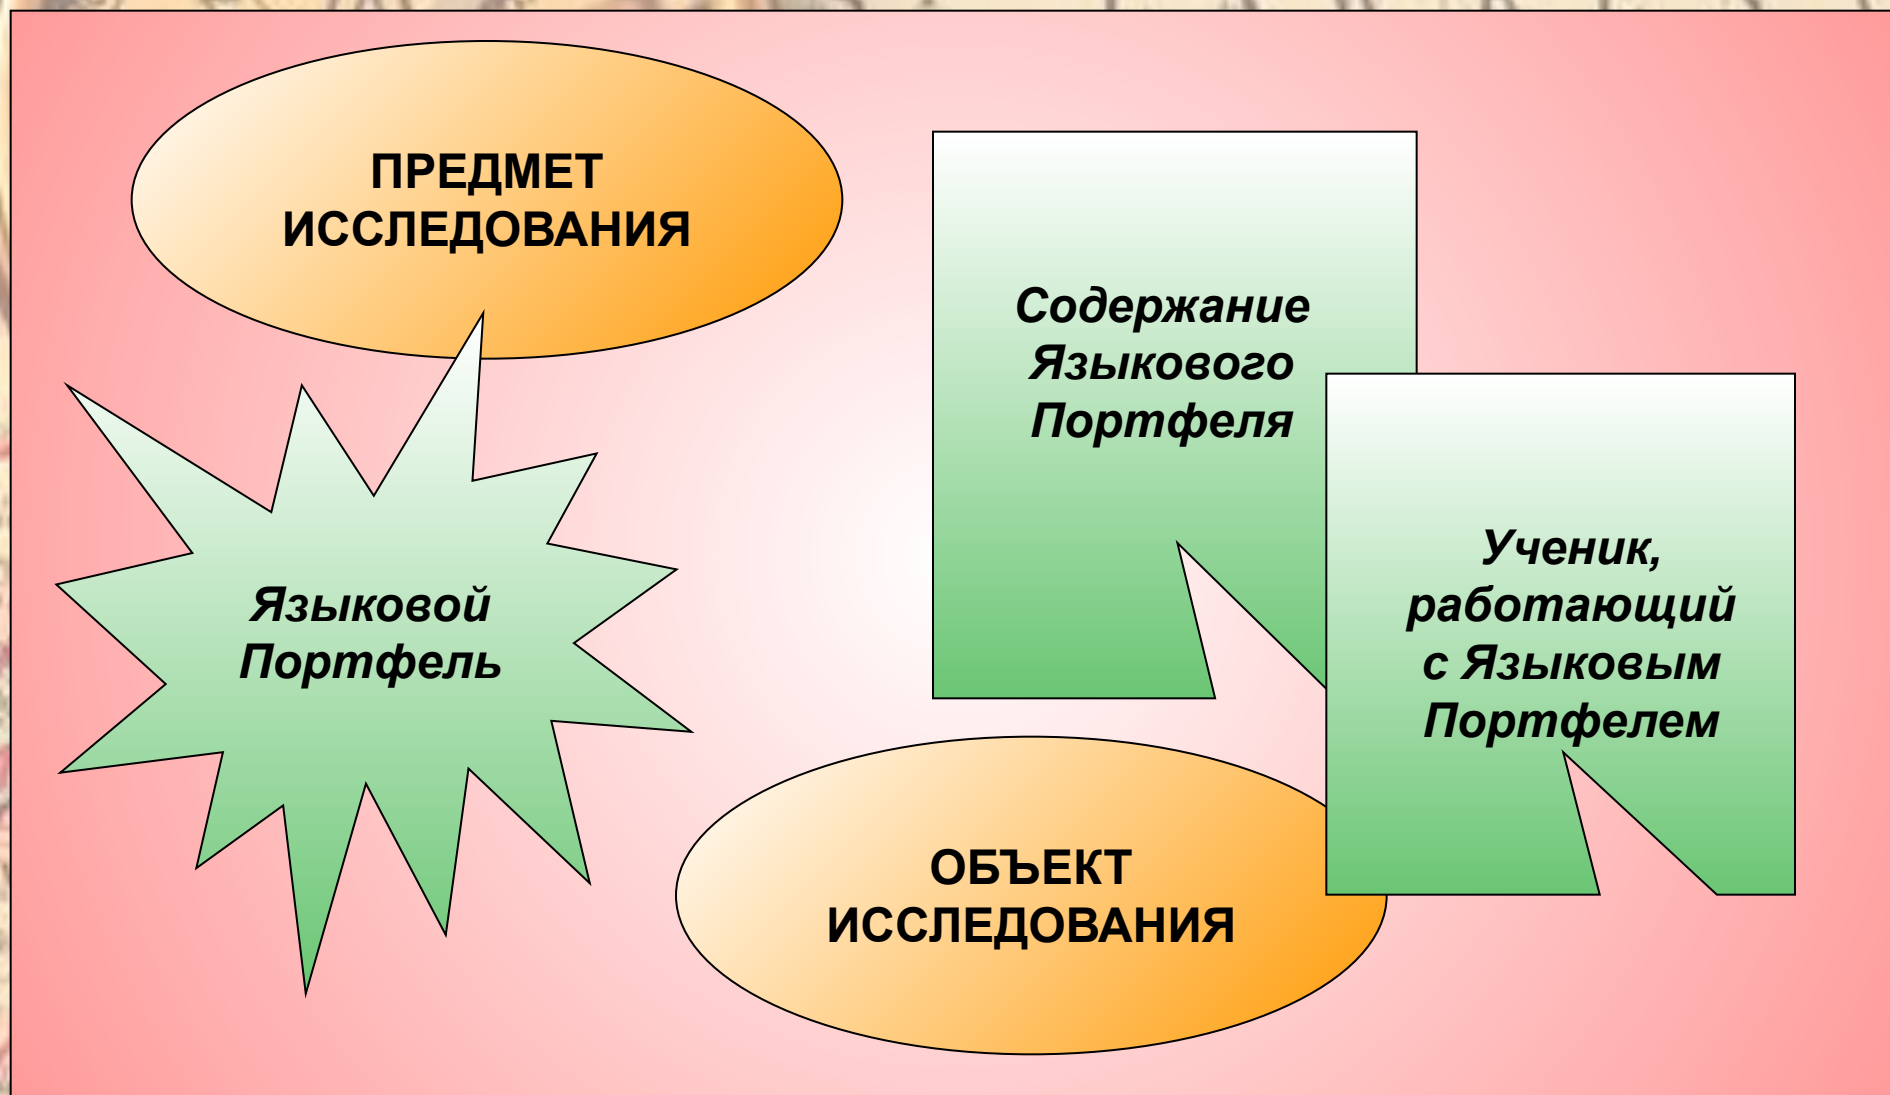 ПРЕДМЕТ
ИССЛЕДОВАНИЯ
Языковой
Портфель
Содержание
Языкового
Портфеля
Ученик,
работающий
с Языковым
Портфелем
ОБЪЕКТ
ИССЛЕДОВАНИЯ